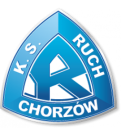 K. S. RUCH
CHORZÓW
R